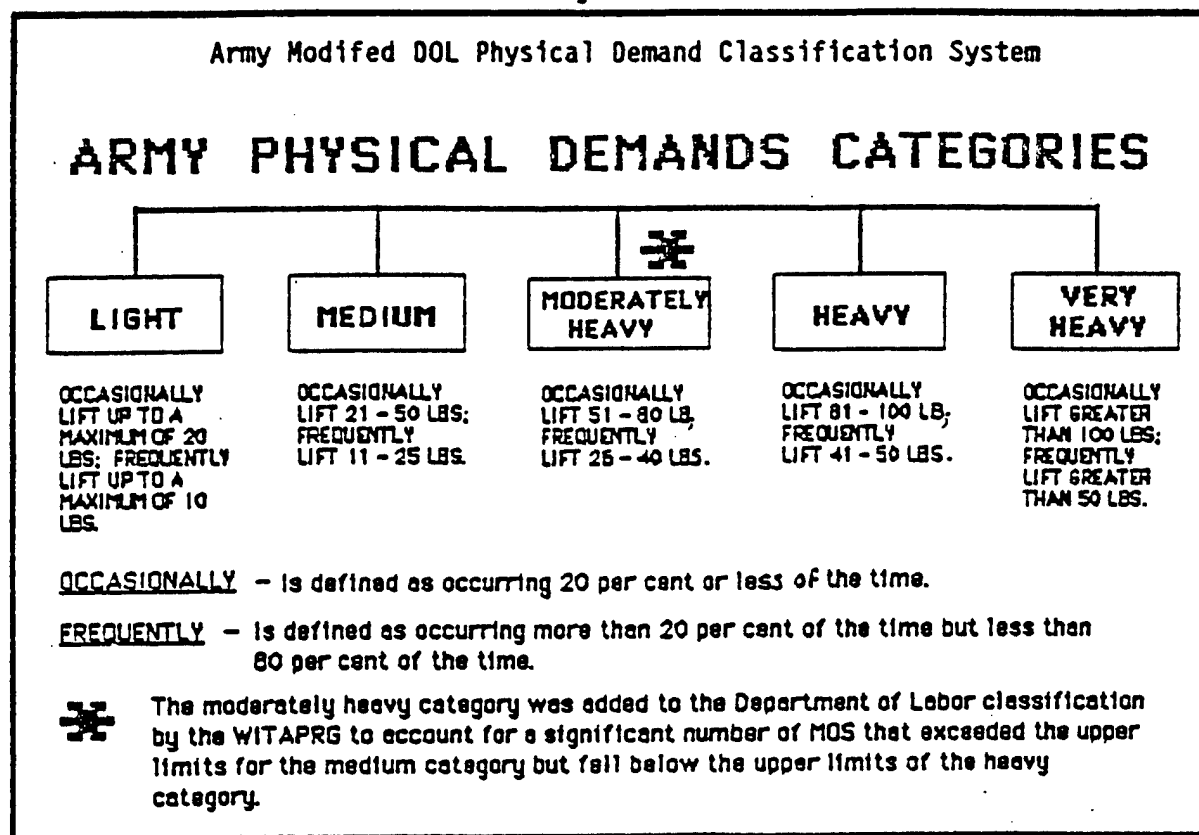 Army Modifed DOL Physical Demand Classification System
ARMY PHYSICAL DEMANDS CATEGORIES
LIGHT
MEDIUM
MODERATELY
HEAVY
HEAVY
VERY
HEAVY
OCCASIONALLY
LIFT UP TO A
MAXIMUM OF 20
LBS; FREQUENTLY
LIFT UP TO A
MAXIMUM OF 10
LBS.
OCCASIONALLY
LIFT 21 - 50 LBS;
FREQUENTLY
LIFT 11 - 25 LBS.
OCCASIONALLY
LIFT 51 - 80 LB;
FREQUENTLY
LIFT 26 - 40 LBS.
OCCASIONALLY
LIFT 81 - 100 LB;
FREQUENTLY
LIFT 41 - 50 LBS.
OCCASIONALLY
LIFT GREATER
THAN 100 LBS;
FREQUENTLY
LIFT GREATER
THAN 50 LBS.
OCCASIONALLY - Is defined as occurring 20 per cent or less of the time.
FREQUENTLY - Is defined as occurring more than 20 per cent of the time but less than
80 per cent of the time.
The moderately heavy category was added to the Department of Labor classification
by the WITAPRG to account for a significant number of MOS that exceeded the upper
limits for the medium category but fell below the upper limits of the heavy
category.